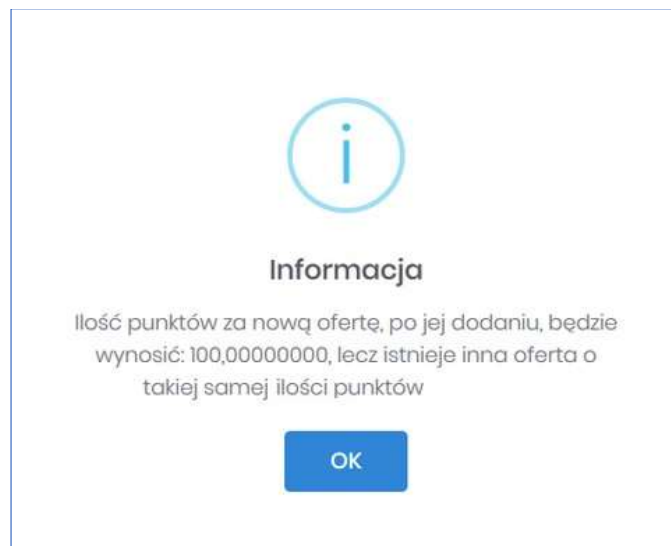 Informacja
Ilość punktów za nową ofertę, po jej dodaniu, będzie
wynosić: 100,00000000, lecz istnieje inna oferta o
takiej samej ilości punktów
OK